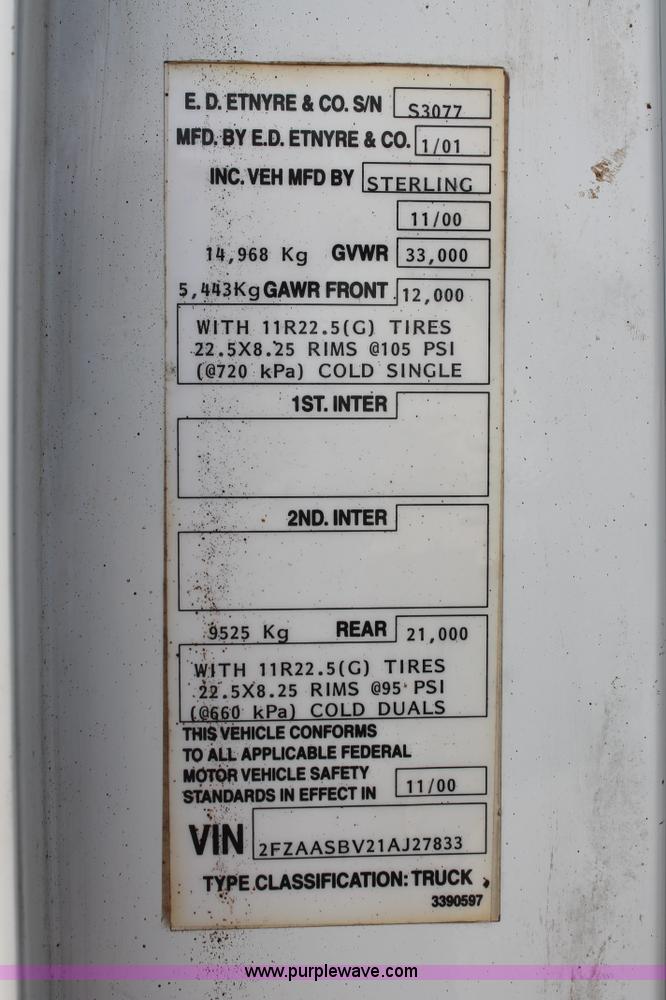 E. D. ETNYRE & CO. S/N S3077
MFD. BY E.D. ETNYRE & CO. 1/01
INC. VEH MFD BY STERLING
11/00
14,968 Kg GVWR 33,000
5,443Kg GAWR FRONT 12,000
WITH 11R22.5(G) TIRES
22.5X8.25 RIMS @105 PSI
(@720 kPa) COLD SINGLE
1ST. INTER
2ND. INTER
9525 Kg REAR 21,000
WITH 11R22.5(G) TIRES
22.5X8.25 RIMS @95 PSI
(@660 kPa) COLD DUALS
THIS VEHICLE CONFORMS
TO ALL APPLICABLE FEDERAL
MOTOR VEHICLE SAFETY
STANDARDS IN EFFECT IN 11/00
VIN 2FZAASBV21AJ27833
TYPE CLASSIFICATION: TRUCK
3390597
www.purplewave.com